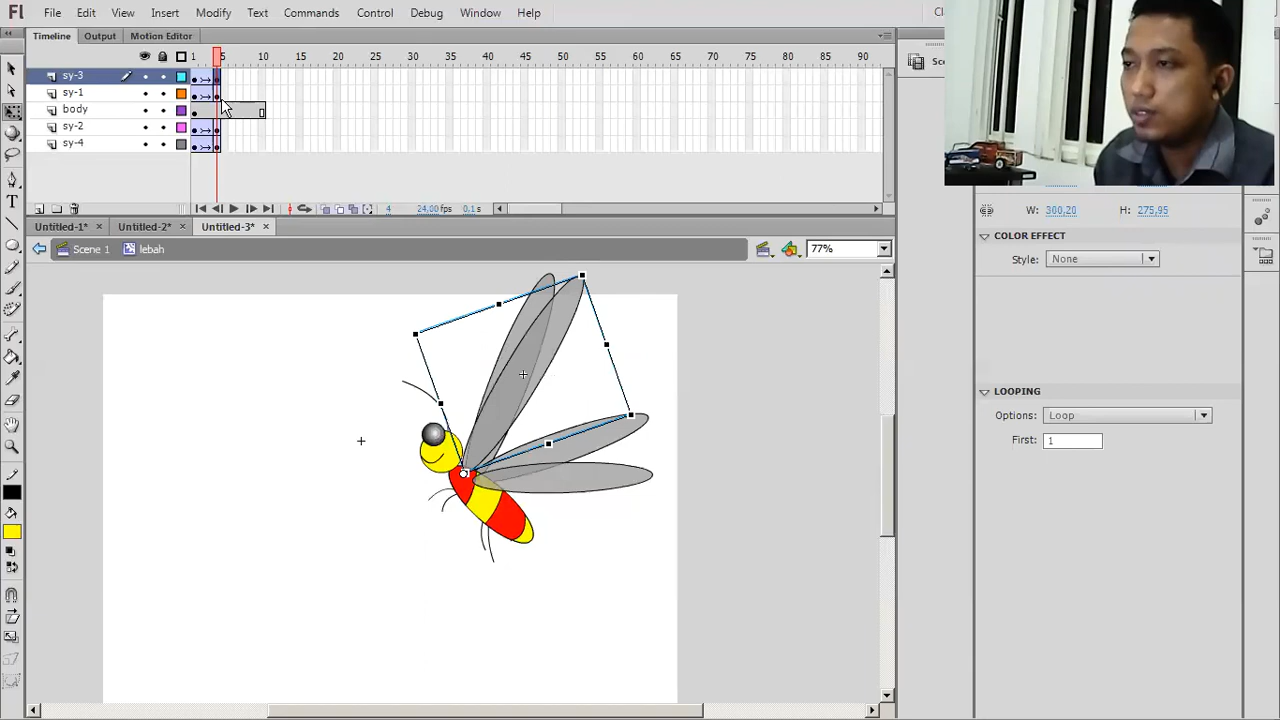 Fl File Edit View Insert Modify Text Commands Control Debug Window Help
Timeline Output Motion Editor
1 5 10 15 20 25 30 35 40 45 50 55 60 65 70 75 80 85 90
sy-3
sy-1
body
sy-2
sy-4
4 24,00 fps 0,1 s
Untitled-1* × Untitled-2* × Untitled-3* ×
Scene 1 lebah 77%
W: 300,20 H: 275,95
COLOR EFFECT
Style: None
LOOPING
Options: Loop
First: 1